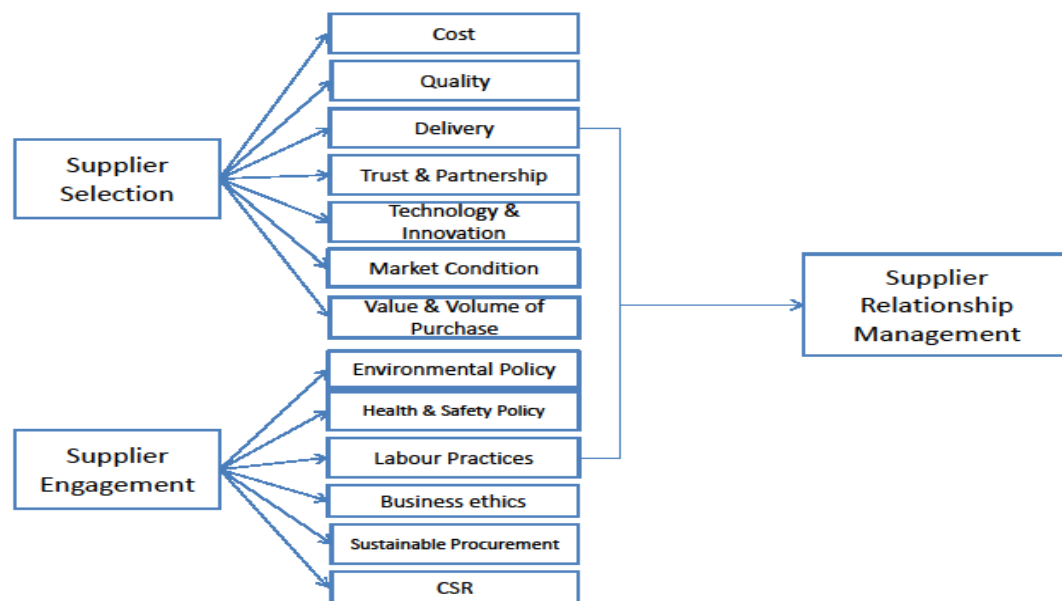 Cost
Quality
Delivery
Trust & Partnership
Technology &
Innovation
Market Condition
Value & Volume of
Purchase
Supplier
Selection
Environmental Policy
Health & Safety Policy
Labour Practices
Business ethics
Sustainable Procurement
CSR
Supplier
Engagement
Supplier
Relationship
Management